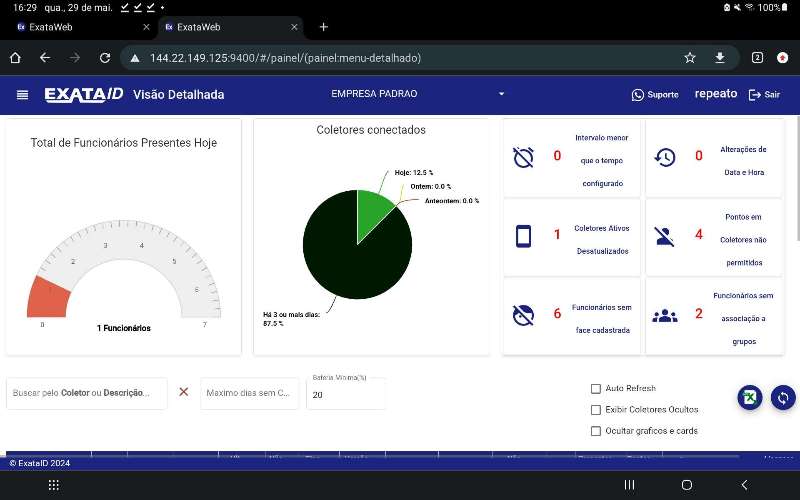 16:29 qua., 29 de mai.
100%
ExataWeb
ExataWeb
144.22.149.125:9400/#/painel/(painel:menu-detalhado)
2
EXATA ID
Visão Detalhada
EMPRESA PADRAO
Suporte
repeato
Sair
Total de Funcionários Presentes Hoje
0
1
2
3
4
5
6
7
1 Funcionários
Coletores conectados
Hoje: 12.5 %
Ontem: 0.0 %
Anteontem: 0.0 %
Há 3 ou mais dias:
87.5 %
0
Intervelo menor
que o tempo
configurado
0
Alterações de
Data e Hora
1
Coletores Ativos
Desatualizados
4
Pontos em
Coletores não
permitidos
6
Funcionários sem
face cadastrada
2
Funcionários sem
associação a
grupos
Buscar pelo Coletor ou Descrição...
Maximo dias sem C...
Bateria Minima(%)
20
Auto Refresh
Exibir Coletores Ocultos
Ocultar graficos e cards
© ExataID 2024